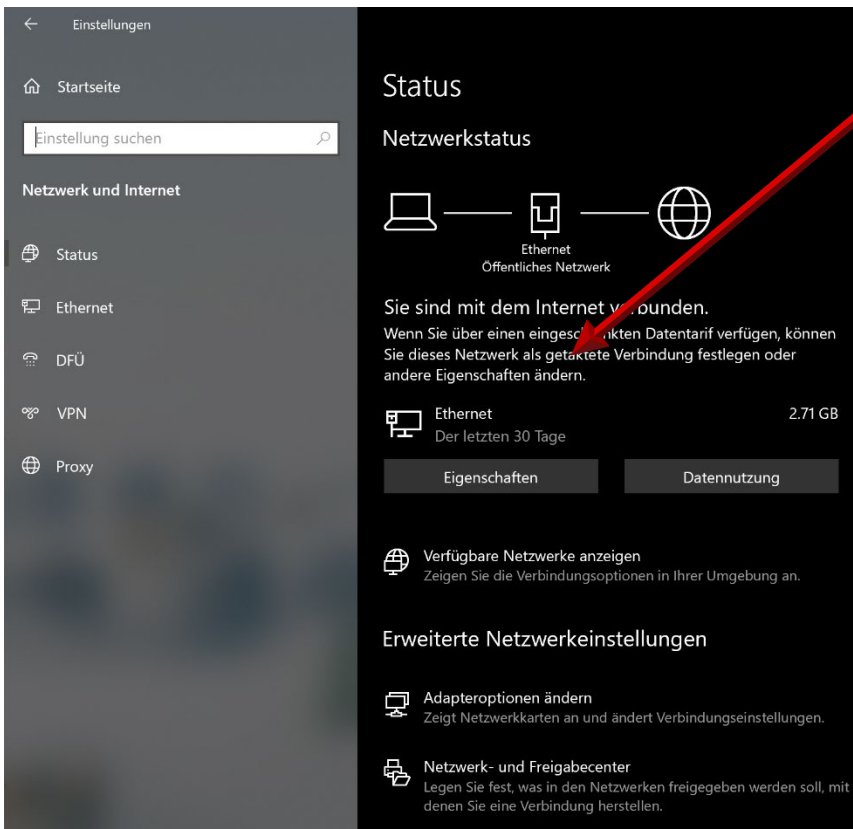 Einstellungen
Startseite
Einstellung suchen
Netzwerk und Internet
Status
Ethernet
DFÜ
VPN
Proxy
Status
Netzwerkstatus
Ethernet
Öffentliches Netzwerk
Sie sind mit dem Internet verbunden.
Wenn Sie über einen eingeschränkten Datentarif verfügen, können
Sie dieses Netzwerk als getaktete Verbindung festlegen oder
andere Eigenschaften ändern.
Ethernet 2.71 GB
Der letzten 30 Tage
Eigenschaften Datennutzung
Verfügbare Netzwerke anzeigen
Zeigen Sie die Verbindungsoptionen in Ihrer Umgebung an.
Erweiterte Netzwerkeinstellungen
Adapteroptionen ändern
Zeigt Netzwerkkarten an und ändert Verbindungseinstellungen.
Netzwerk- und Freigabecenter
Legen Sie fest, was in den Netzwerken freigegeben werden soll, mit
denen Sie eine Verbindung herstellen.